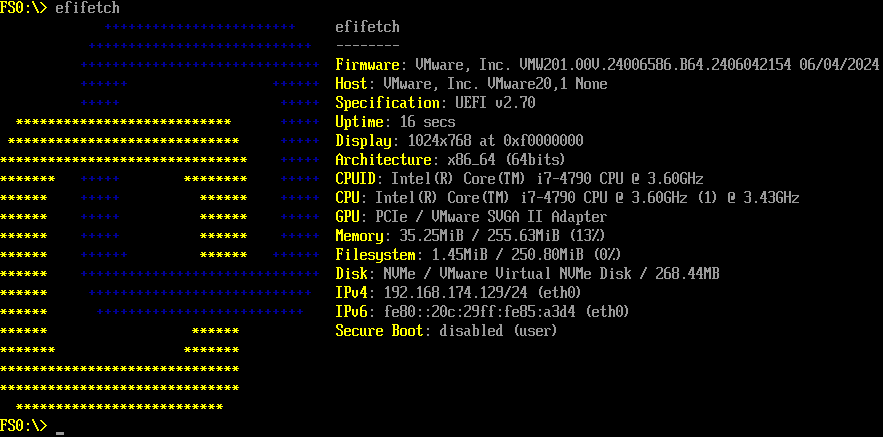 FS0:\> efifetch
efifetch
--------
Firmware: VMware, Inc. VMW201.00V.24006586.B64.2406042154 06/04/2024
Host: VMware, Inc. VMware20,1 None
Specification: UEFI v2.70
Uptime: 16 secs
Display: 1024x768 at 0xf0000000
Architecture: x86_64 (64bits)
CPUID: Intel(R) Core(TM) i7-4790 CPU @ 3.60GHz
CPU: Intel(R) Core(TM) i7-4790 CPU @ 3.60GHz (1) @ 3.43GHz
GPU: PCIe / VMware SVGA II Adapter
Memory: 35.25MiB / 255.63MiB (13%)
Filesystem: 1.45MiB / 250.80MiB (0%)
Disk: NVMe / VMware Virtual NVMe Disk / 268.44MB
IPv4: 192.168.174.129/24 (eth0)
IPv6: fe80::20c:29ff:fe85:a3d4 (eth0)
Secure Boot: disabled (user)
FS0:\> _